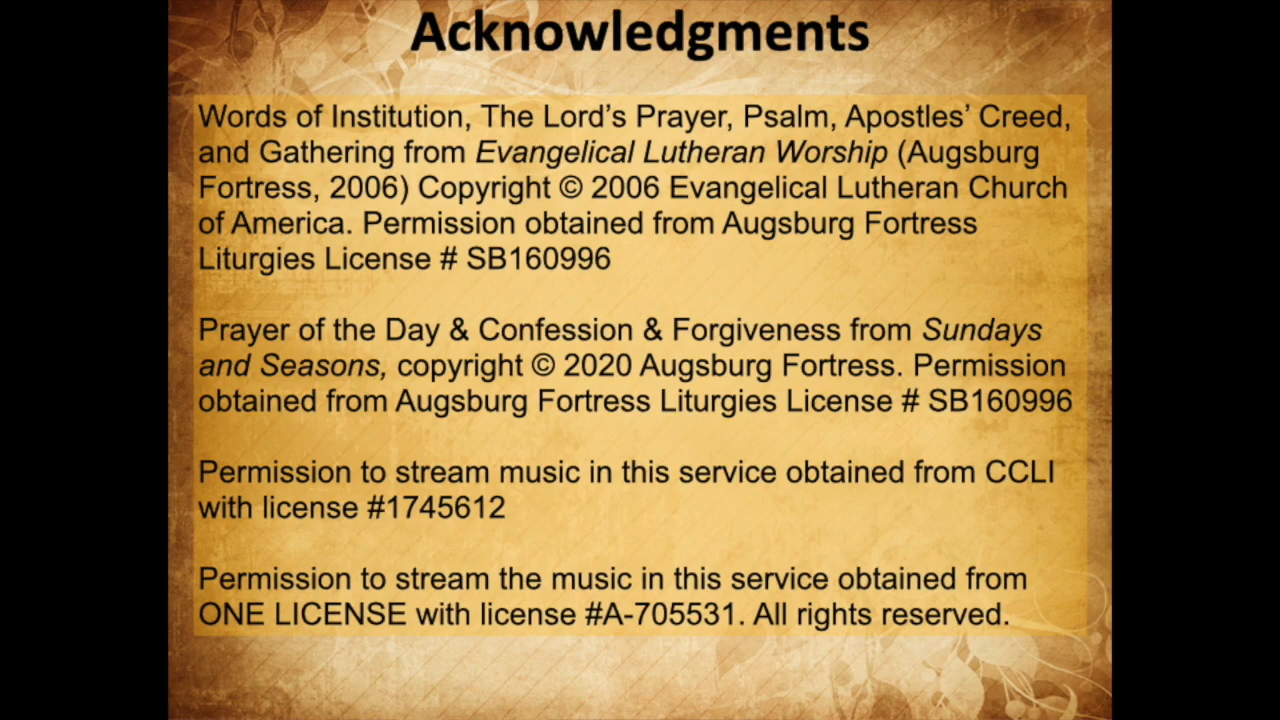 Acknowledgments
Words of Institution, The Lord’s Prayer, Psalm, Apostles’ Creed,
and Gathering from Evangelical Lutheran Worship (Augsburg
Fortress, 2006) Copyright © 2006 Evangelical Lutheran Church
of America. Permission obtained from Augsburg Fortress
Liturgies License # SB160996
Prayer of the Day & Confession & Forgiveness from Sundays
and Seasons, copyright © 2020 Augsburg Fortress. Permission
obtained from Augsburg Fortress Liturgies License # SB160996
Permission to stream music in this service obtained from CCLI
with license #1745612
Permission to stream the music in this service obtained from
ONE LICENSE with license #A-705531. All rights reserved.